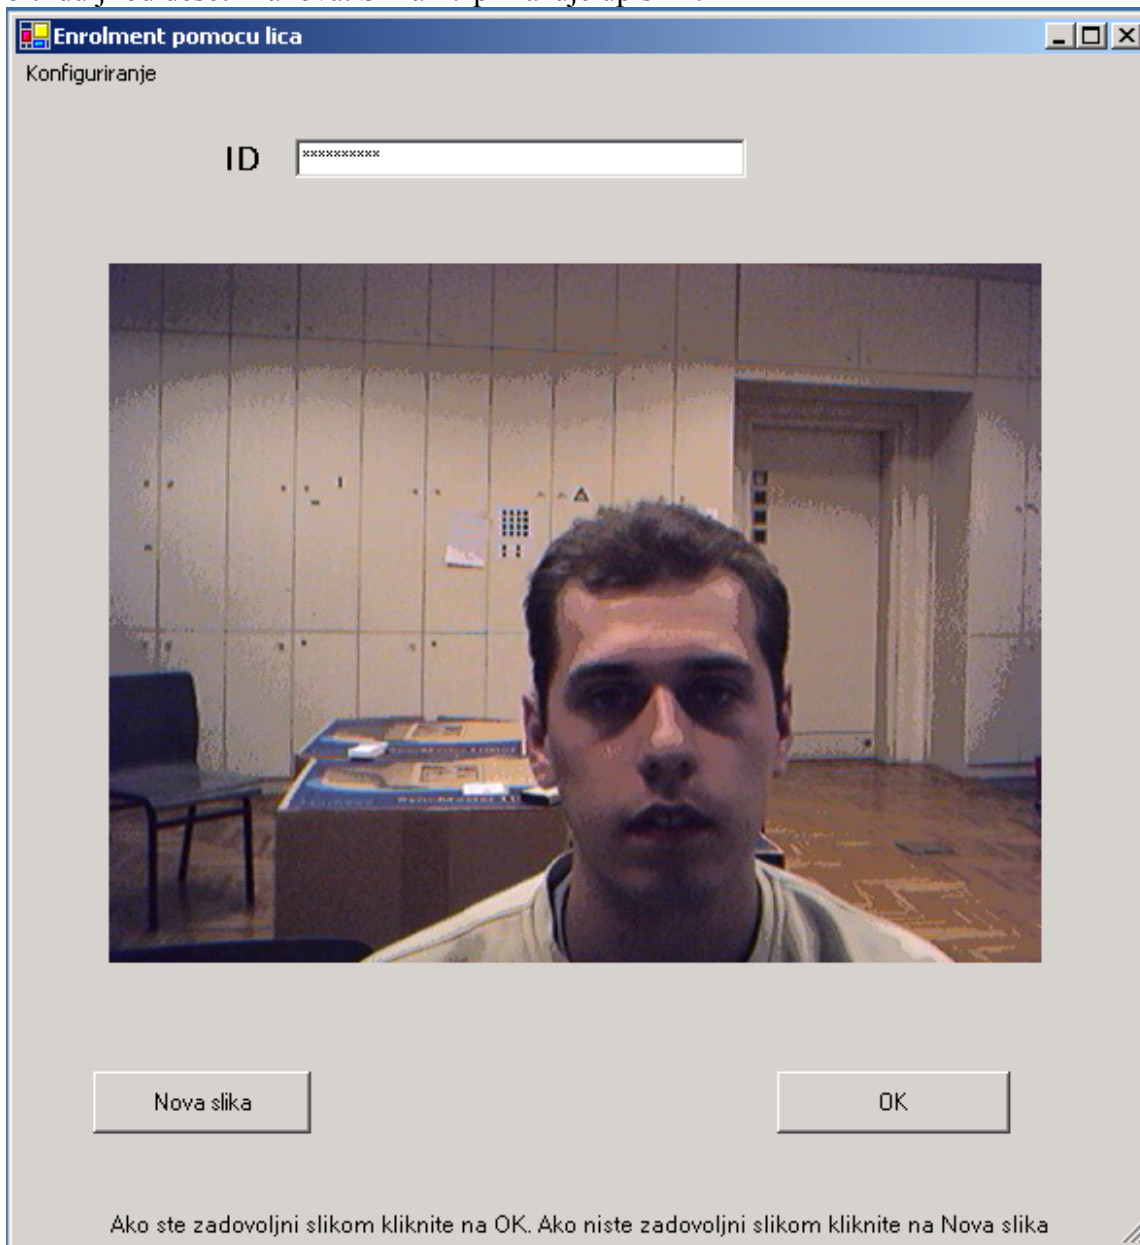 Enrolment pomocu lica
Konfiguriranje
ID
**********
SyncMaster
Nova slika
OK
Ako ste zadovoljni slikom kliknite na OK. Ako niste zadovoljni slikom kliknite na Nova slika